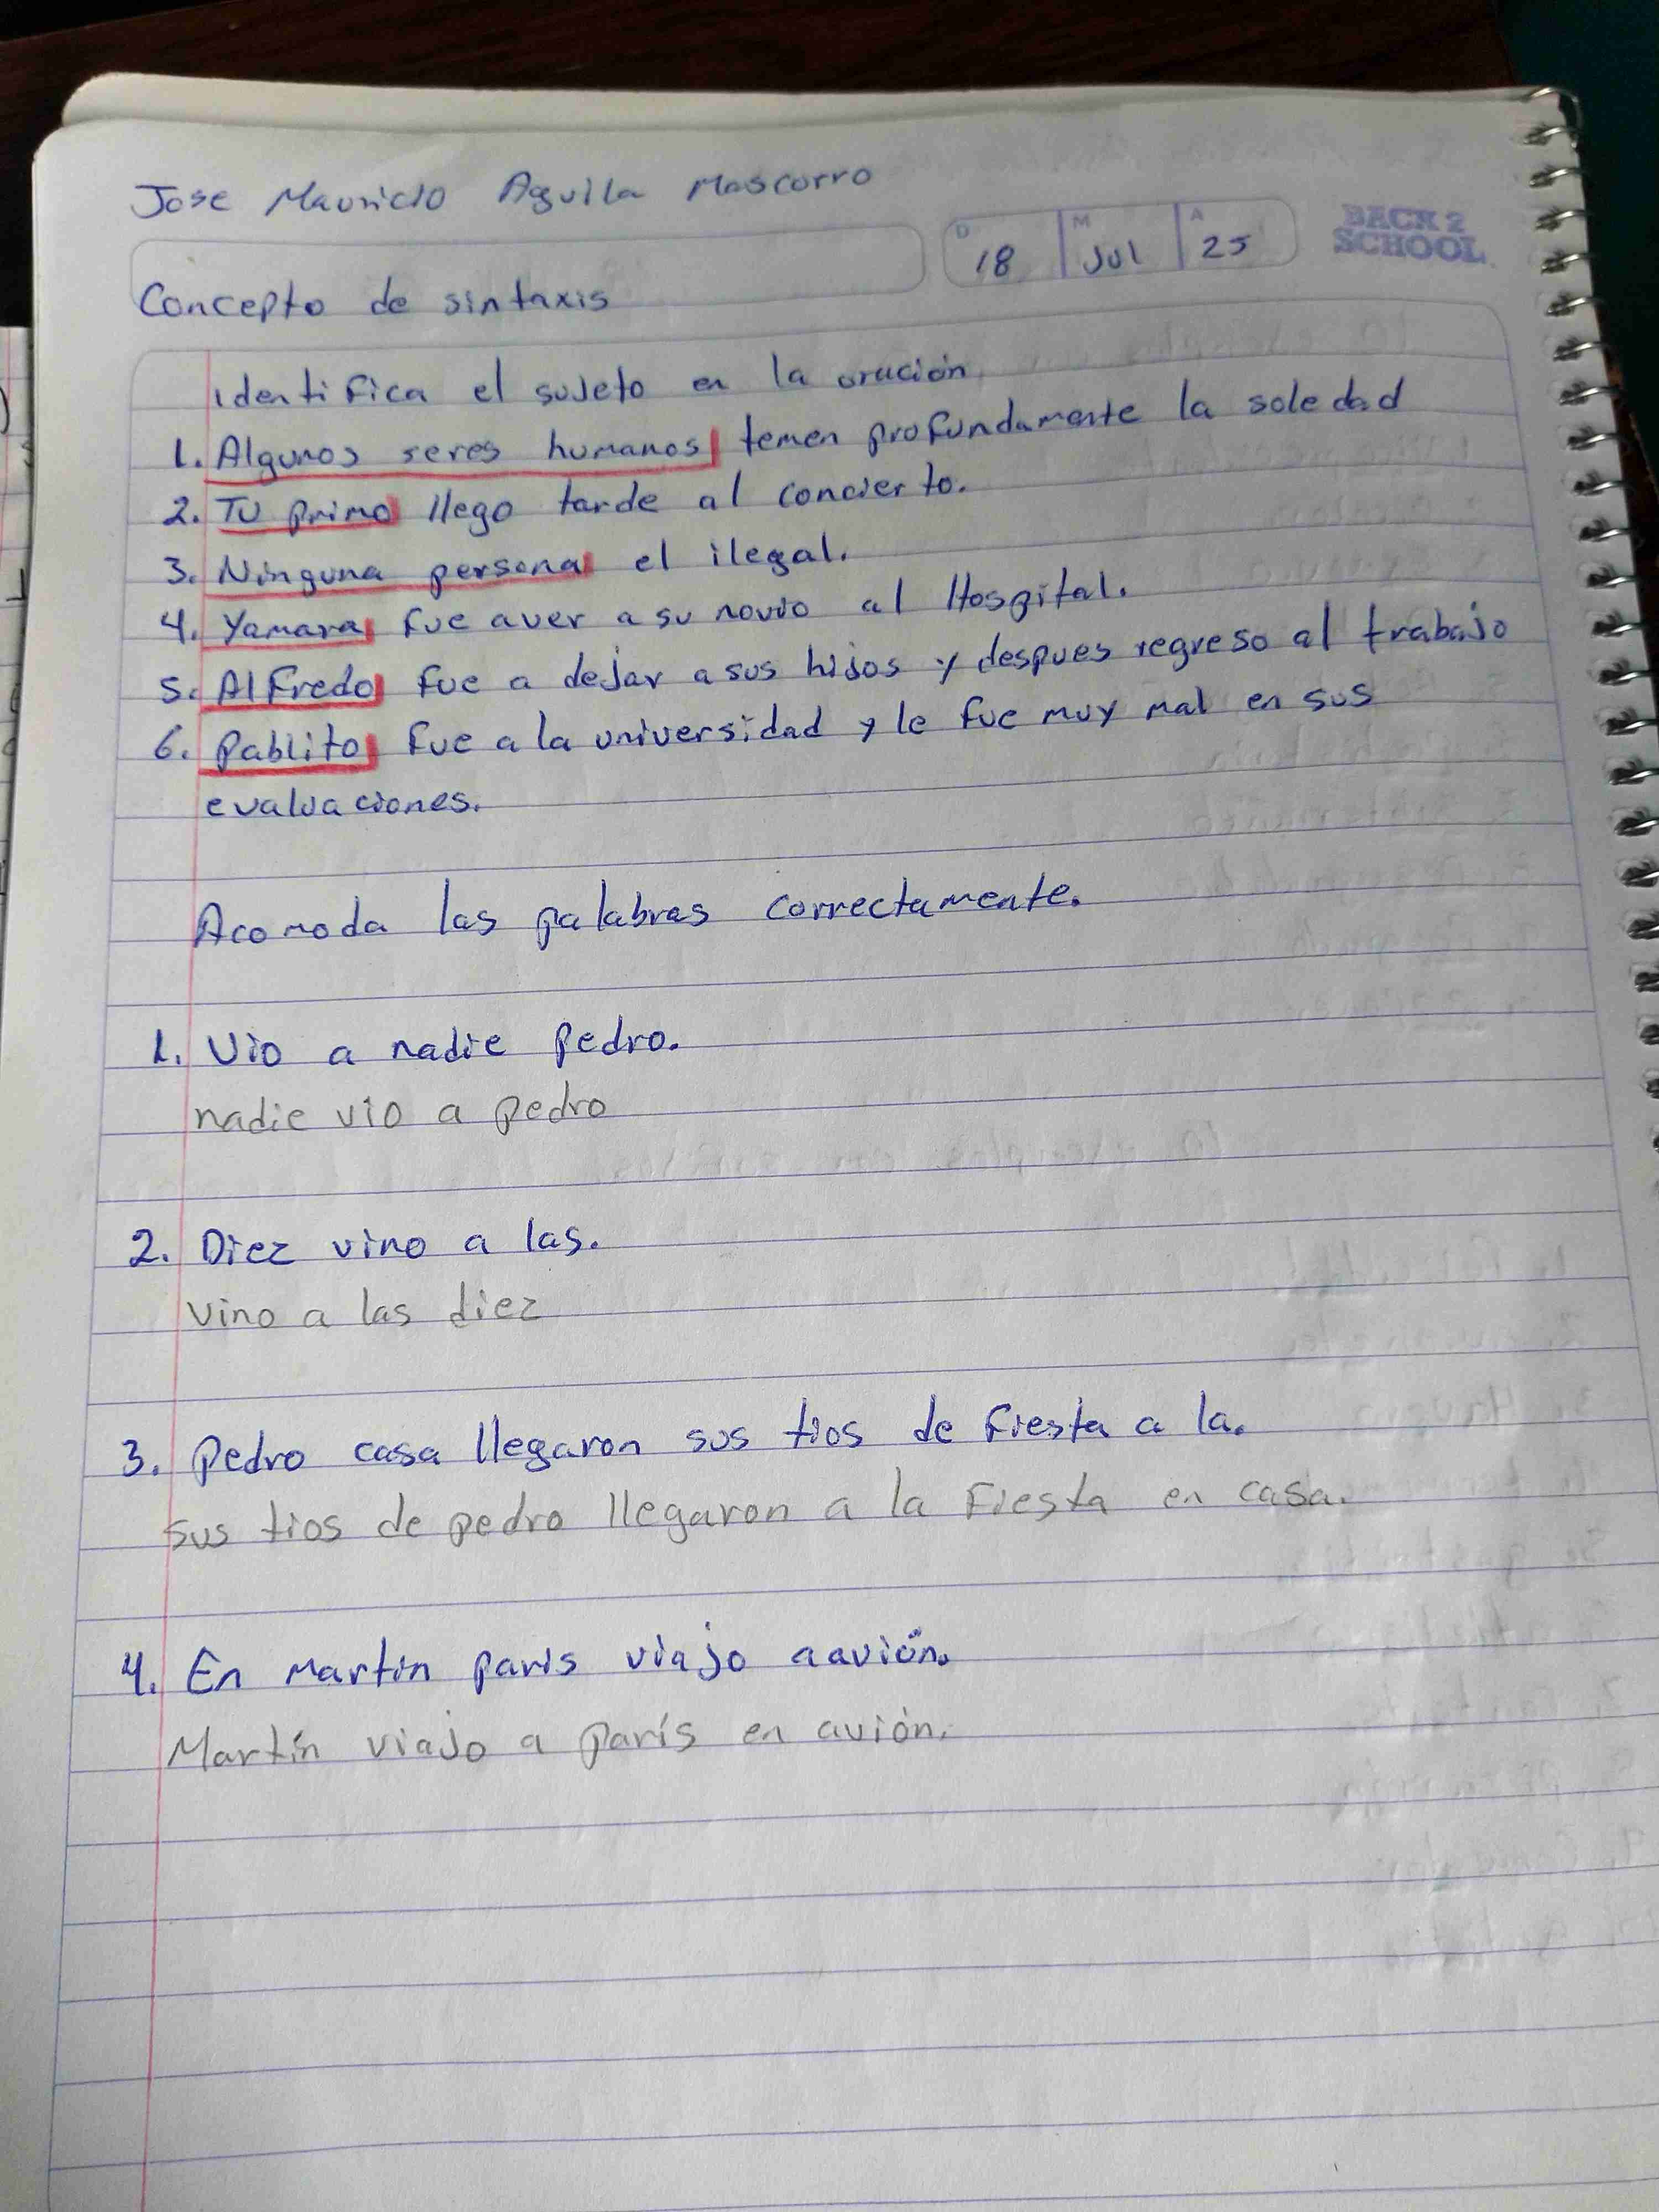 Jose Mauricio Aguila Mascorro
D 18 M Jul A 25
BACK 2
SCHOOL
Concepto de sintaxis
identifica el sujeto en la oración
1. Algunos seres humanos temen profundamente la soledad
2. Tu primo llego tarde al concierto.
3. Ninguna persona el ilegal.
4. Yamara fue aver a su novio al Hospital.
5. Alfredo fue a dejar a sus hijos y despues regreso al trabajo
6. Pablito fue a la universidad y le fue muy mal en sus
evaluaciones.
Acomoda las palabras correctamente.
1. Vio a nadie pedro.
nadie vio a pedro
2. Diez vino a las.
vino a las diez
3. Pedro casa llegaron sus tios de fiesta a la.
sus tios de pedro llegaron a la fiesta en casa.
4. En Martin paris viajo aavión.
Martín viajo a parís en avión.